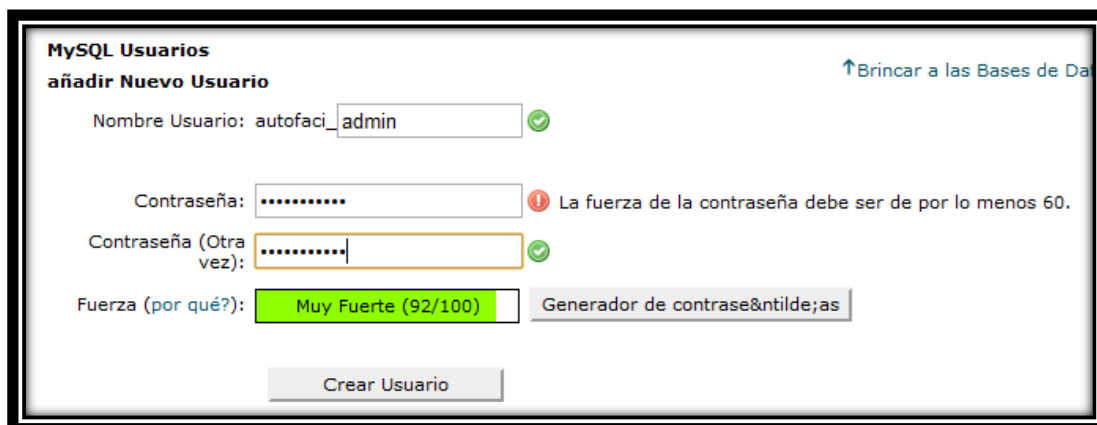 MySQL Usuarios
añadir Nuevo Usuario
↑Brincar a las Bases de Dat
Nombre Usuario: autofaci_ admin
Contraseña: ••••••••••• La fuerza de la contraseña debe ser de por lo menos 60.
Contraseña (Otra
vez): •••••••••••
Fuerza (por qué?): Muy Fuerte (92/100) Generador de contrase&ntilde;as
Crear Usuario